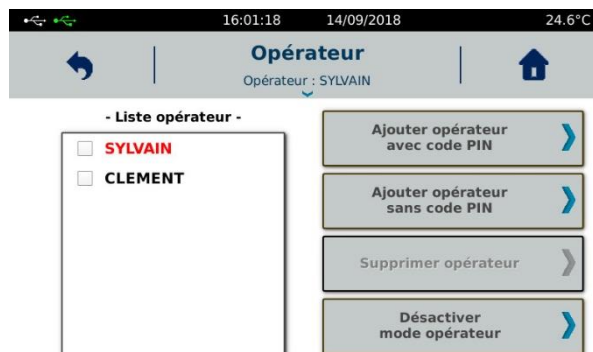 16:01:18 14/09/2018 24.6°C
Opérateur
Opérateur : SYLVAIN
- Liste opérateur -
SYLVAIN
CLEMENT
Ajouter opérateur
avec code PIN
Ajouter opérateur
sans code PIN
Supprimer opérateur
Désactiver
mode opérateur